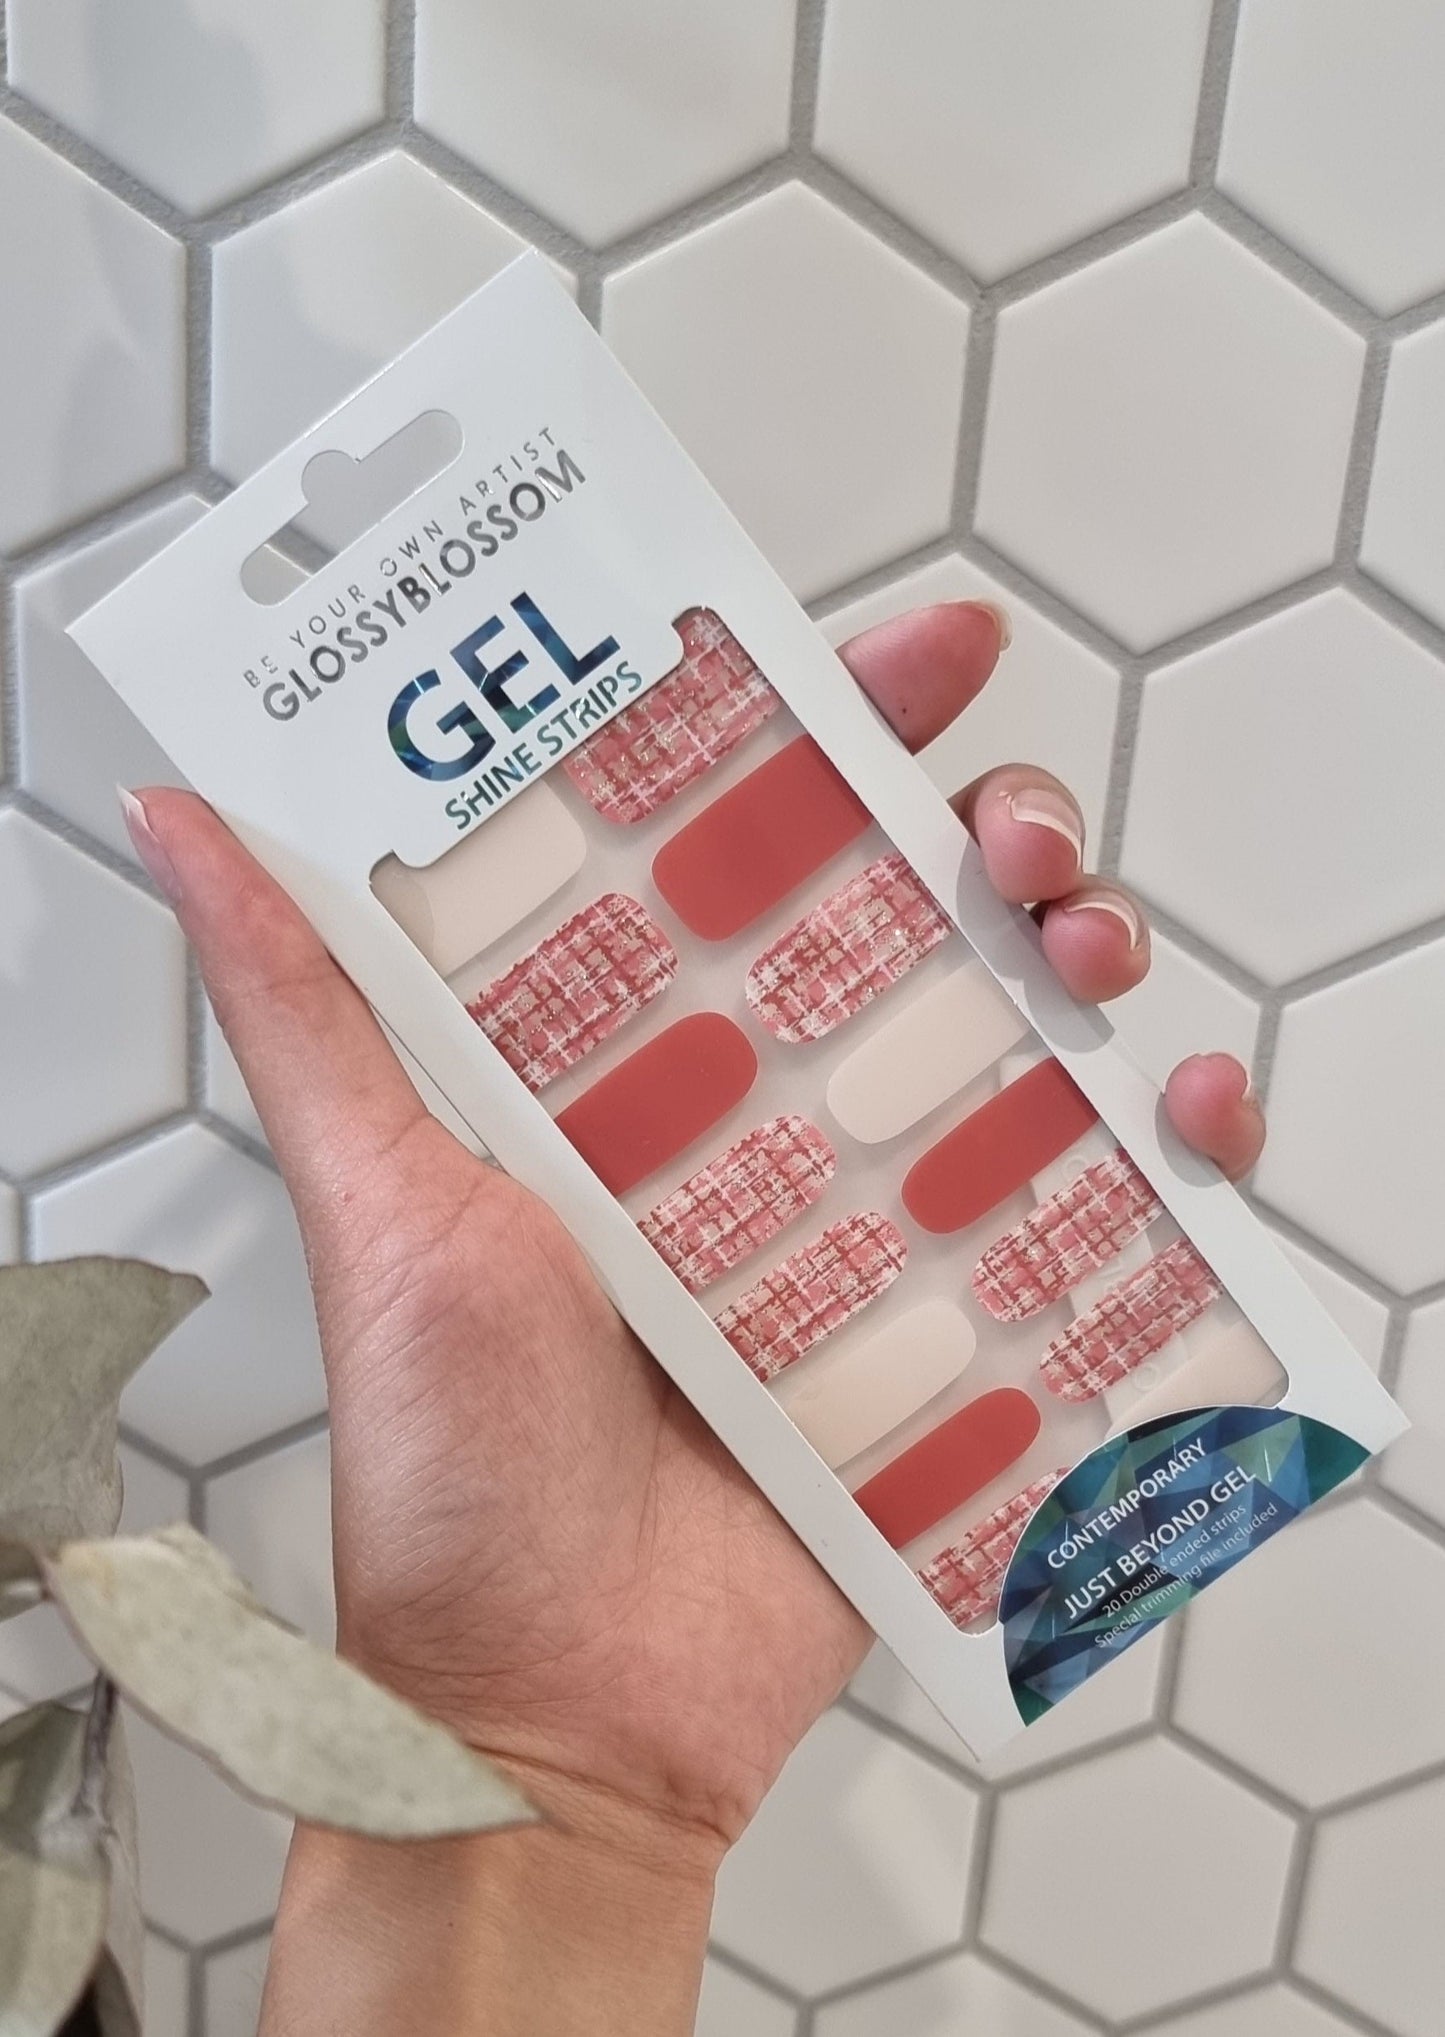 BE YOUR OWN ARTIST
GLOSSYBLOSSOM
GEL
SHINE STRIPS
CONTEMPORARY
JUST BEYOND GEL
20 Double ended strips
Special trimming file included